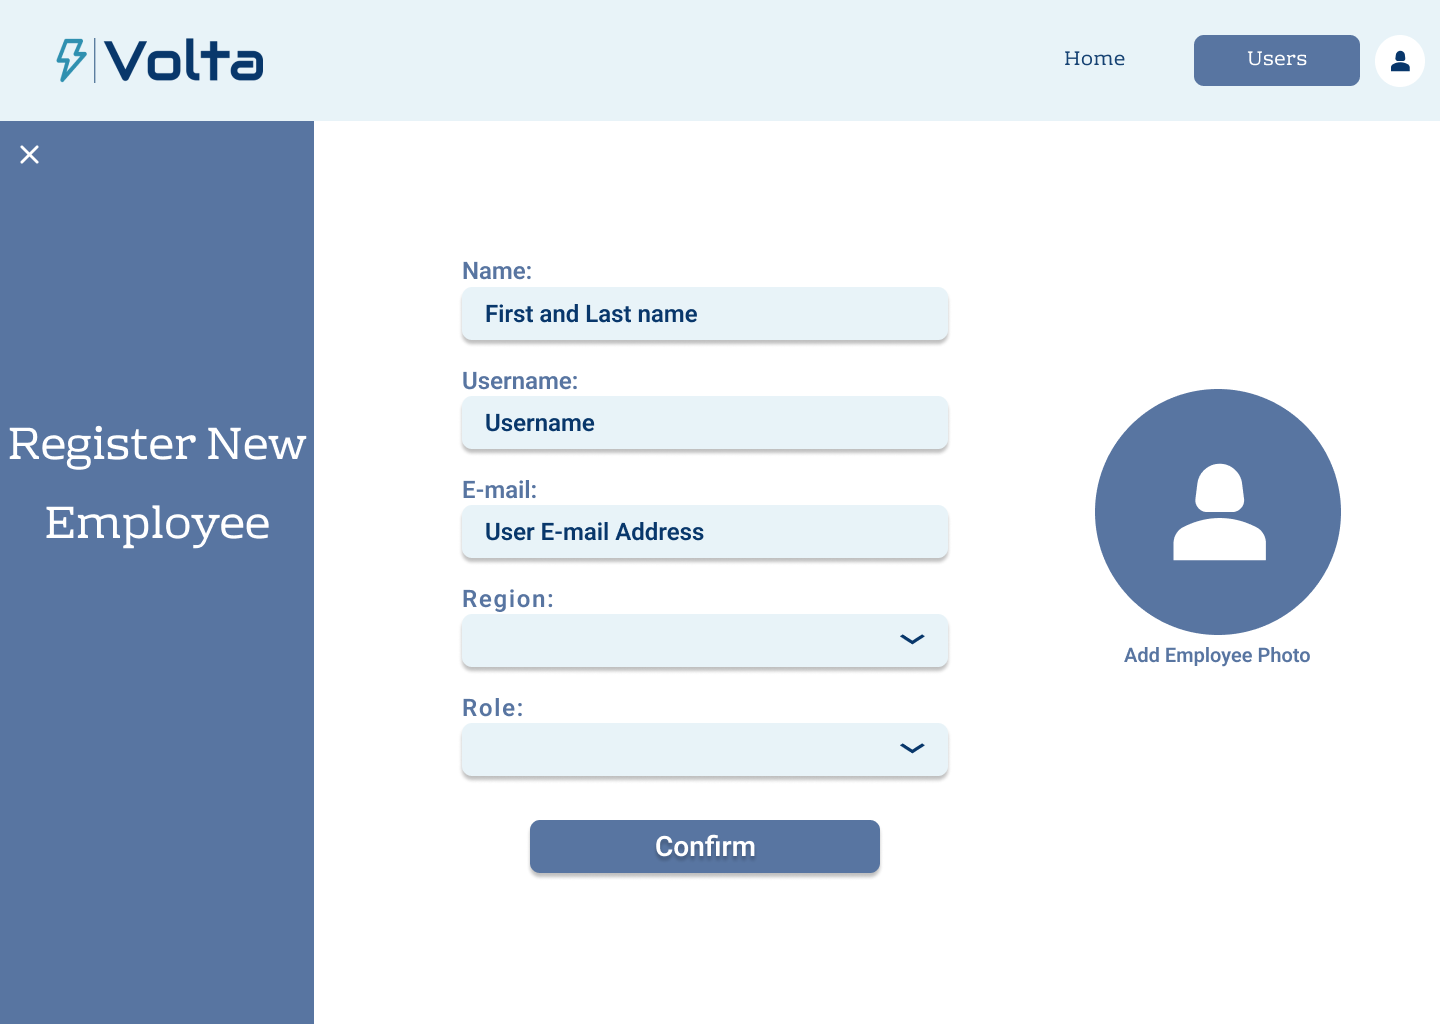 Volta
Home
Users
Register New
Employee
Name:
First and Last name
Username:
Username
E-mail:
User E-mail Address
Region:
Role:
Confirm
Add Employee Photo